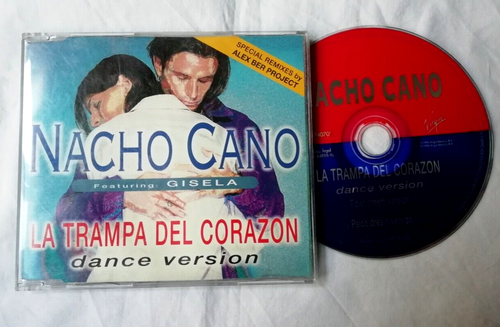 SPECIAL REMIXES by
ALEX BER PROJECT
NACHO CANO
Featuring: GISELA
LA TRAMPA DEL CORAZON
dance version
NACHO CANO
Virgin
LA TRAMPA DEL CORAZON
dance version